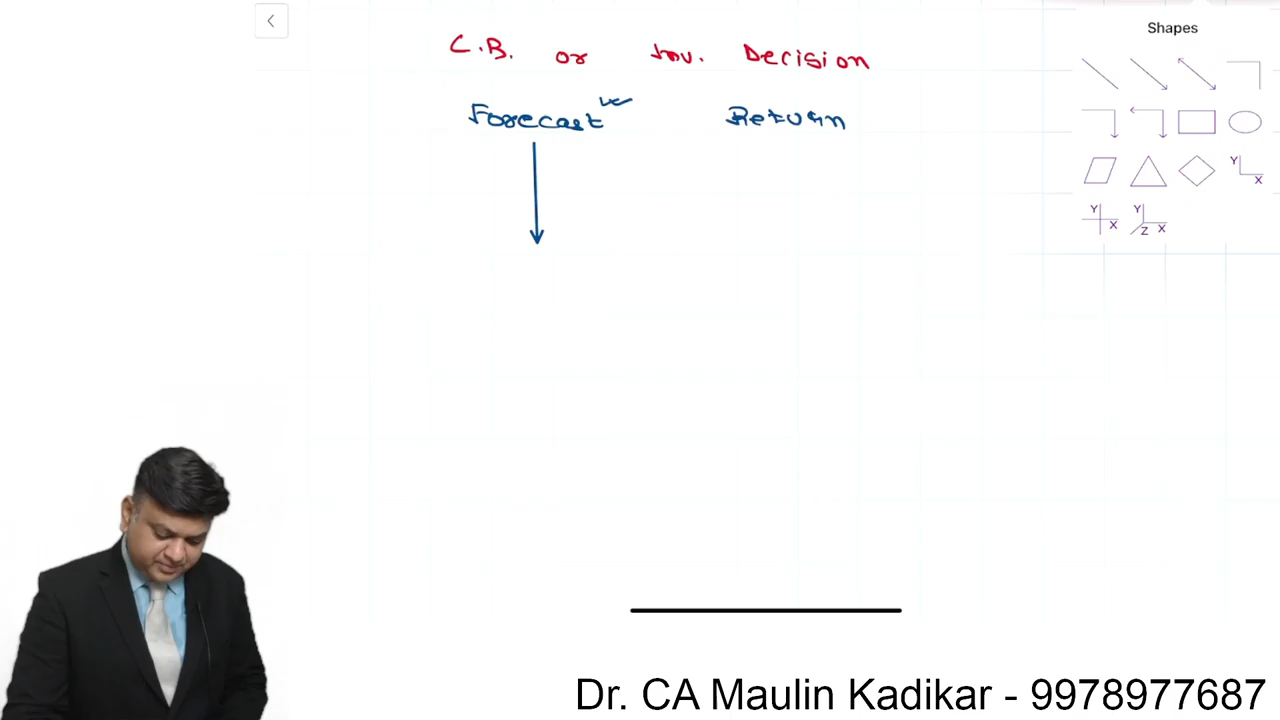 Shapes
C.B. or Inv. Decision
Forecast Return
Y
X
Y
X
Y
Z X
Dr. CA Maulin Kadikar - 9978977687